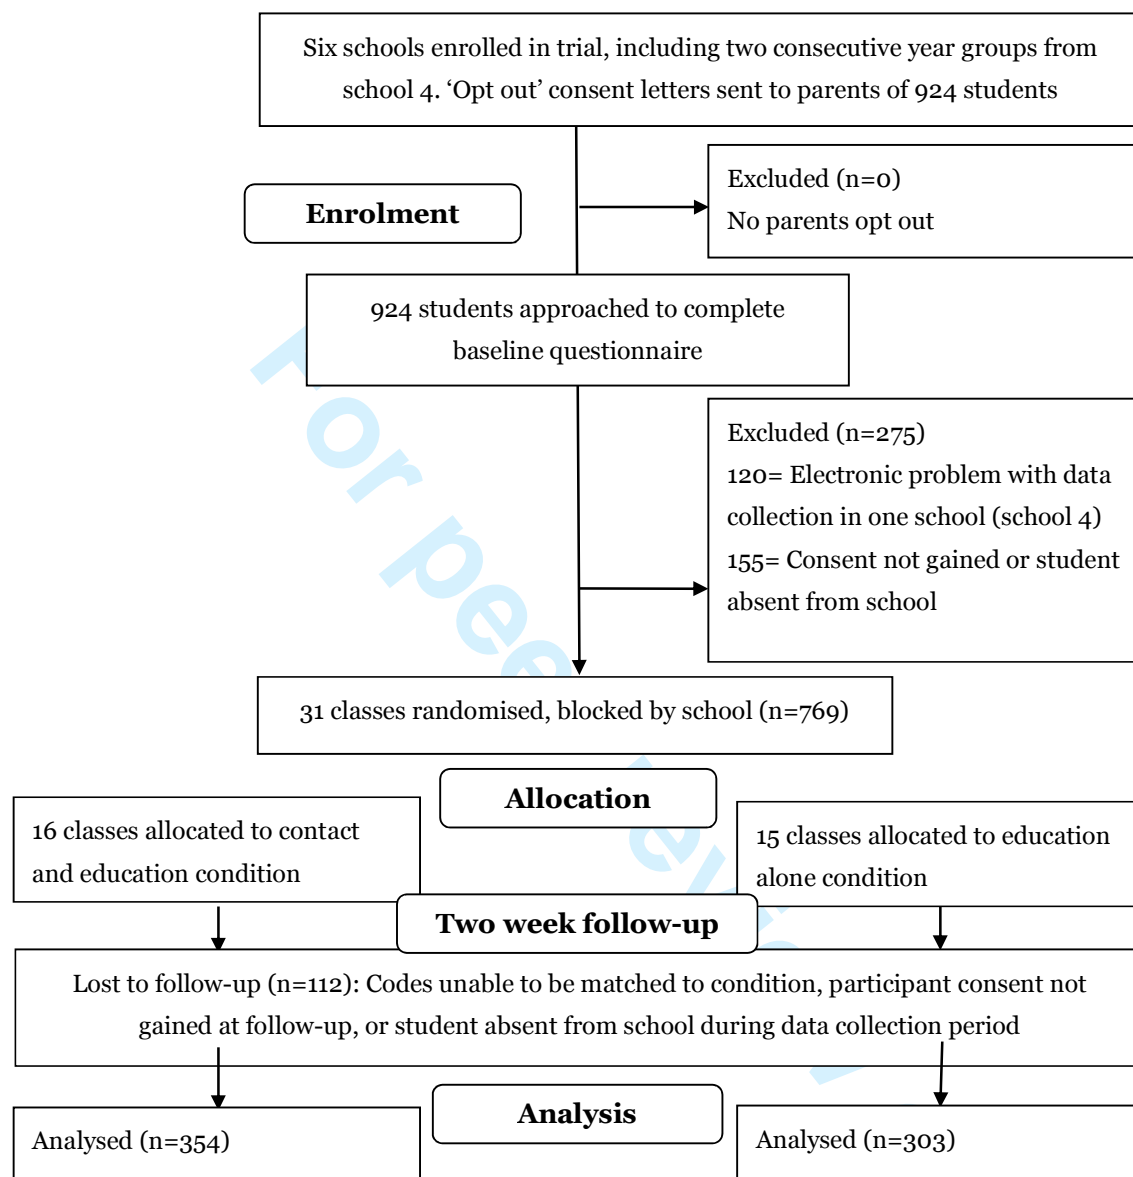 Six schools enrolled in trial, including two consecutive year groups from
school 4. ‘Opt out’ consent letters sent to parents of 924 students
Excluded (n=0)
No parents opt out
Enrolment
924 students approached to complete
baseline questionnaire
Excluded (n=275)
120= Electronic problem with data
collection in one school (school 4)
155= Consent not gained or student
absent from school
31 classes randomised, blocked by school (n=769)
Allocation
16 classes allocated to contact
and education condition
15 classes allocated to education
alone condition
Two week follow-up
Lost to follow-up (n=112): Codes unable to be matched to condition, participant consent not
gained at follow-up, or student absent from school during data collection period
Analysis
Analysed (n=354)
Analysed (n=303)
For peer review